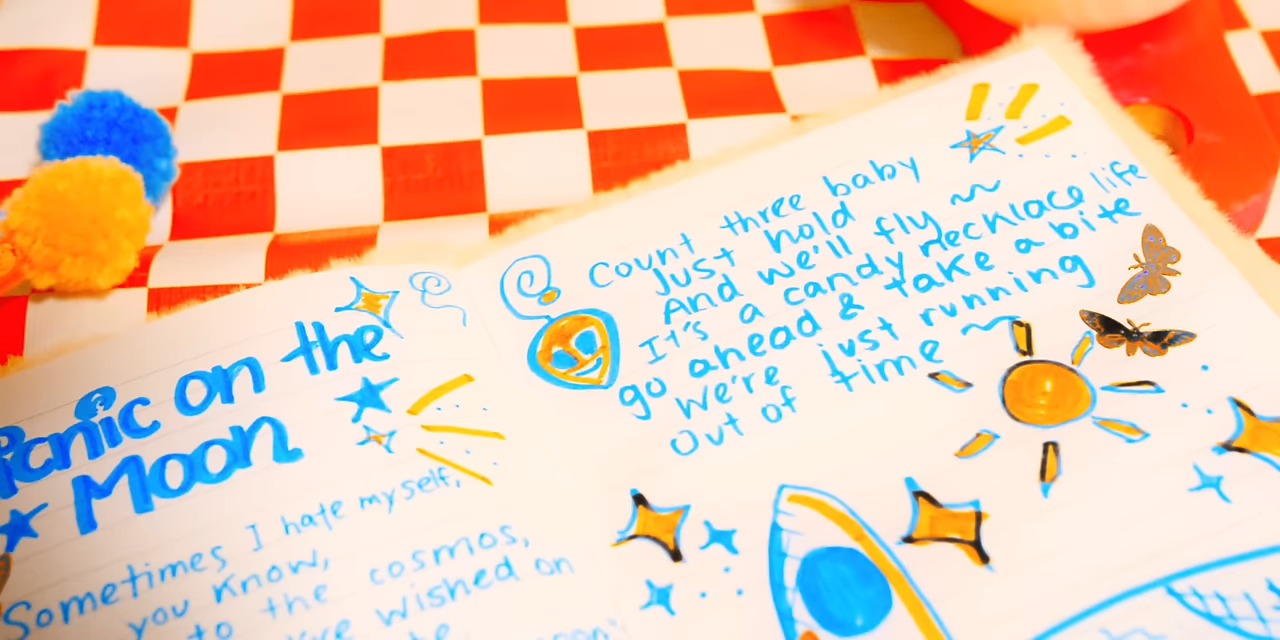 Picnic on the
Moon
Sometimes I hate myself,
you know,
to the cosmos,
I've wished on
Count three baby
Just hold
And we'll fly ~
It's a candy necklace life
go ahead & take a bite
we're just running
out of time ~